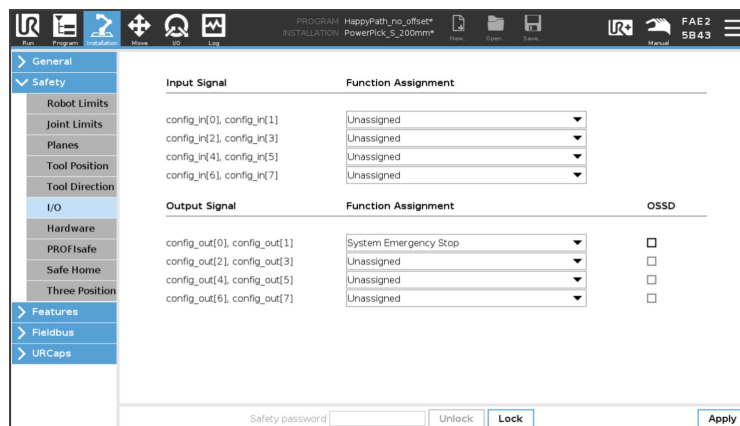 PROGRAM HappyPath_no_offset*
INSTALLATION PowerPick_S_200mm*
FAE2
5B43
Run Program Installation Move I/O Log New... Open... Save... Manual
General
Safety
Robot Limits
Joint Limits
Planes
Tool Position
Tool Direction
I/O
Hardware
PROFIsafe
Safe Home
Three Position
Features
Fieldbus
URCaps
Input Signal Function Assignment
config_in[0], config_in[1] Unassigned
config_in[2], config_in[3] Unassigned
config_in[4], config_in[5] Unassigned
config_in[6], config_in[7] Unassigned
Output Signal Function Assignment OSSD
config_out[0], config_out[1] System Emergency Stop
config_out[2], config_out[3] Unassigned
config_out[4], config_out[5] Unassigned
config_out[6], config_out[7] Unassigned
Safety password Unlock Lock Apply